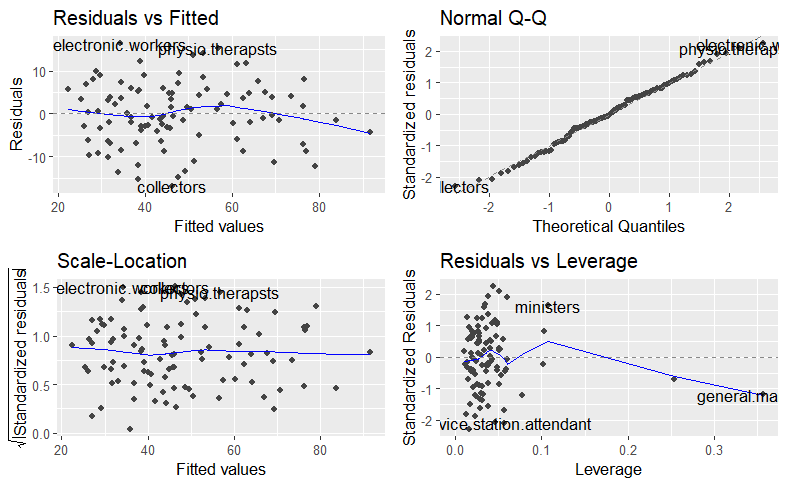 Residuals vs Fitted
electronic.workers
physio.therapsts
collectors
10
0
-10
20
40
60
80
Residuals
Fitted values
Normal Q-Q
electronic.w
physio.therap
lectors
2
1
0
-1
-2
-2
-1
0
1
2
Standardized residuals
Theoretical Quantiles
Scale-Location
electronic.workers
collectors
physio.therapsts
1.5
1.0
0.5
0.0
20
40
60
80
√|Standardized residuals|
Fitted values
Residuals vs Leverage
ministers
general.ma
vice.station.attendant
2
1
0
-1
-2
0.0
0.1
0.2
0.3
Standardized Residuals
Leverage